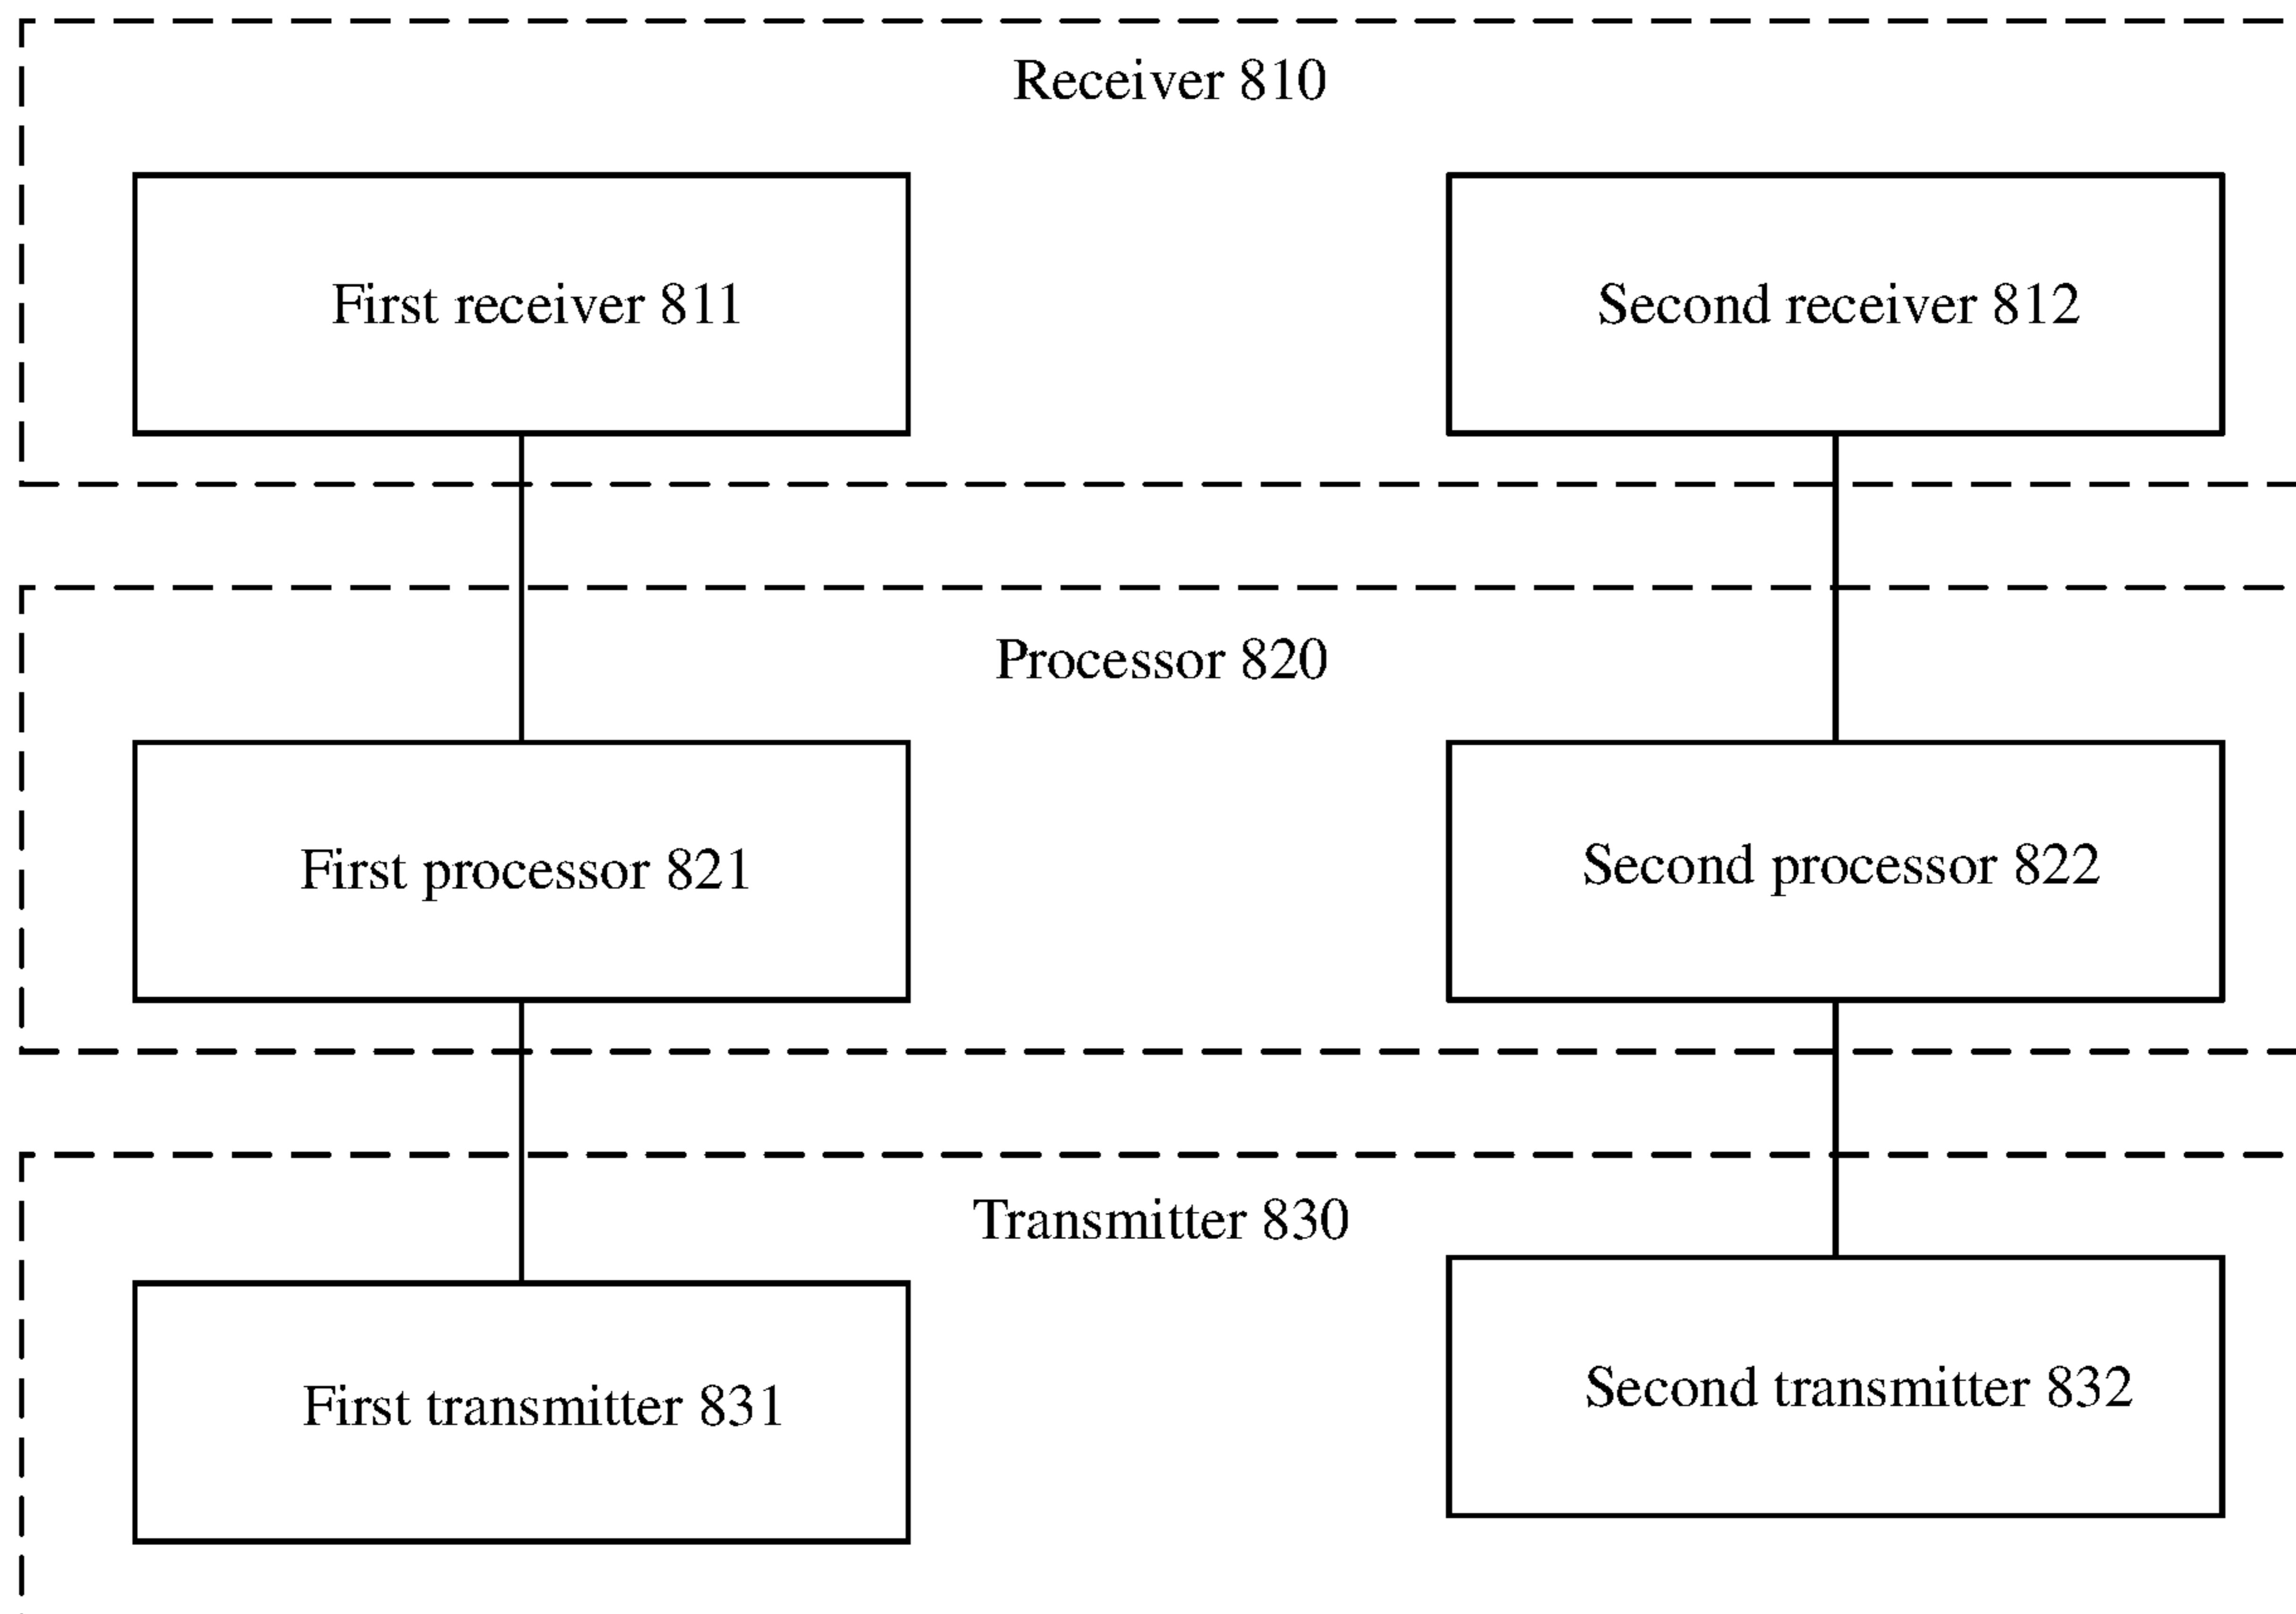 Receiver 810
First receiver 811
Second receiver 812
Processor 820
First processor 821
Second processor 822
Transmitter 830
First transmitter 831
Second transmitter 832